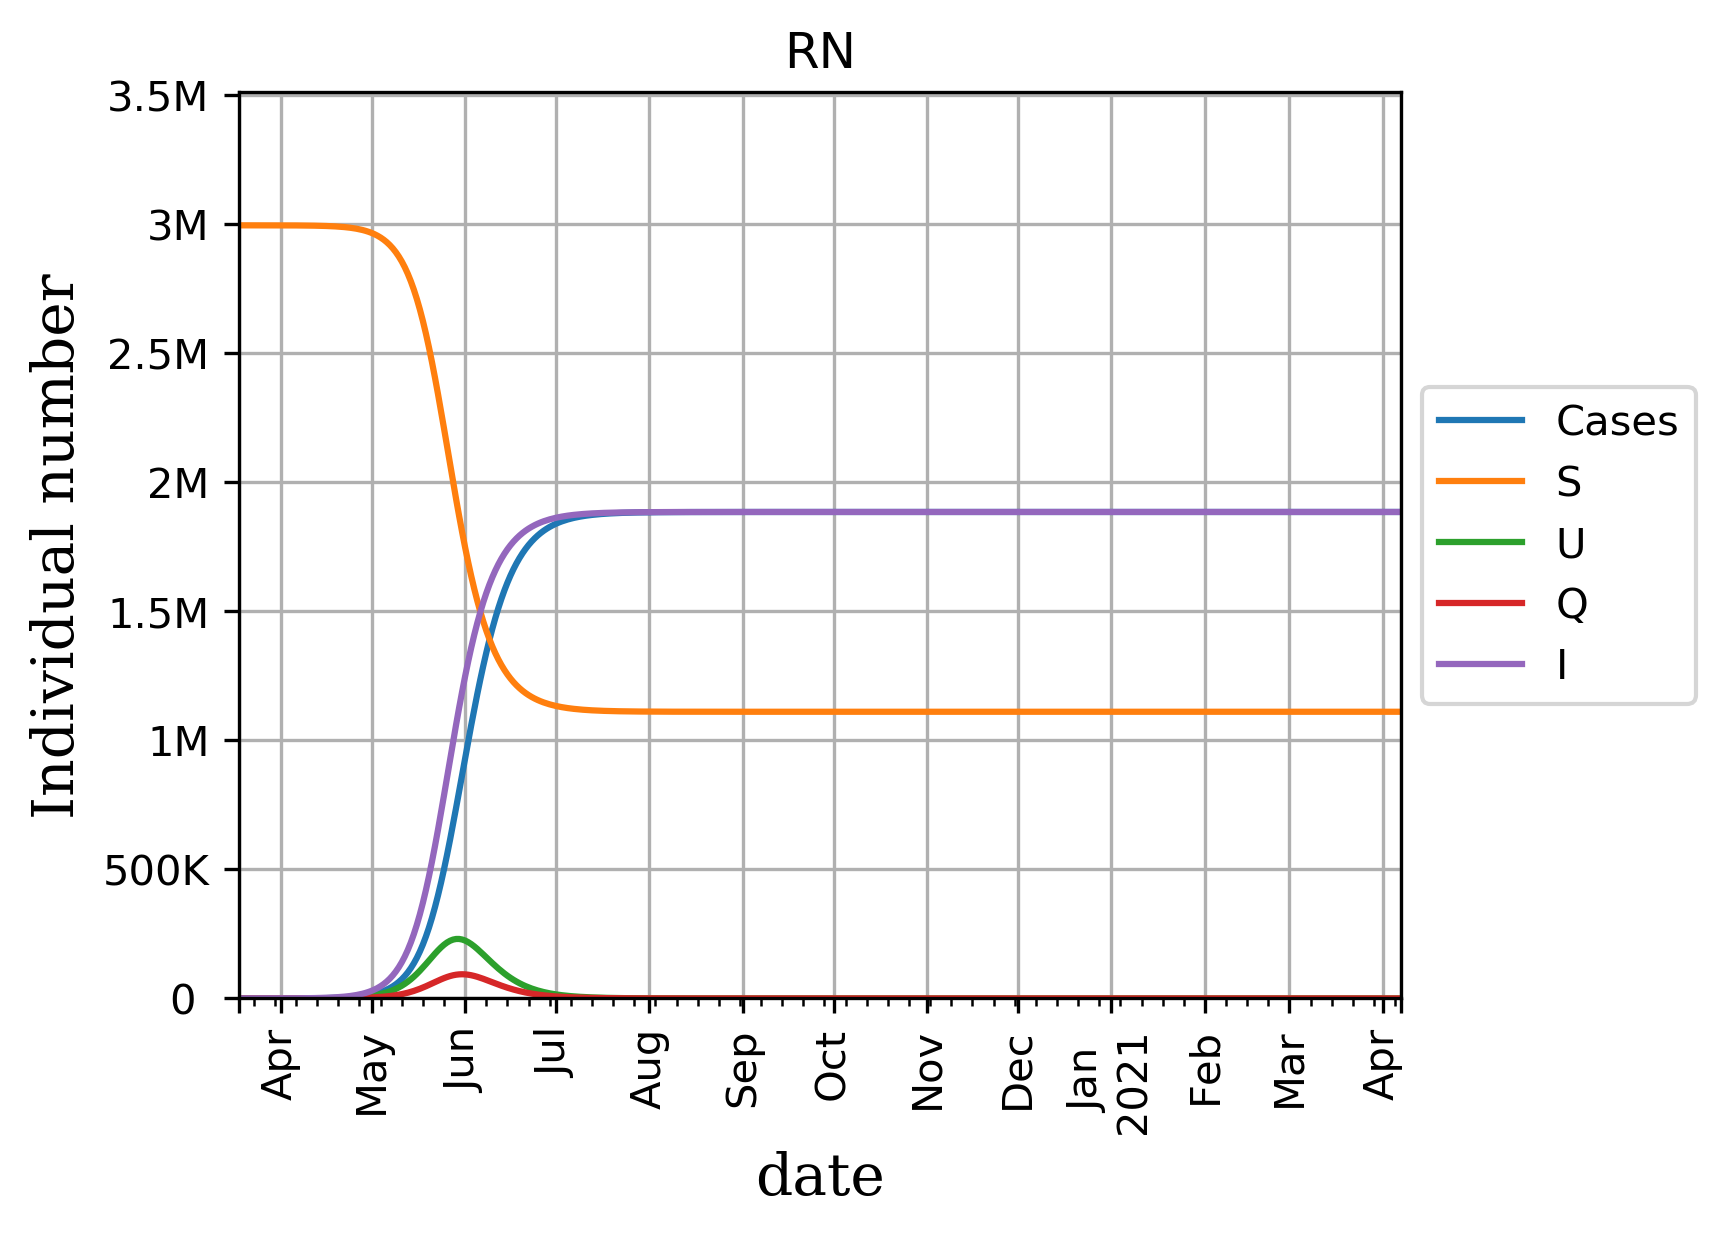 RN
3.5M
3M
2.5M
2M
1.5M
1M
500K
0
Individual number
Apr
May
Jun
Jul
Aug
Sep
Oct
Nov
Dec
Jan
2021
Feb
Mar
Apr
date
Cases
S
U
Q
I